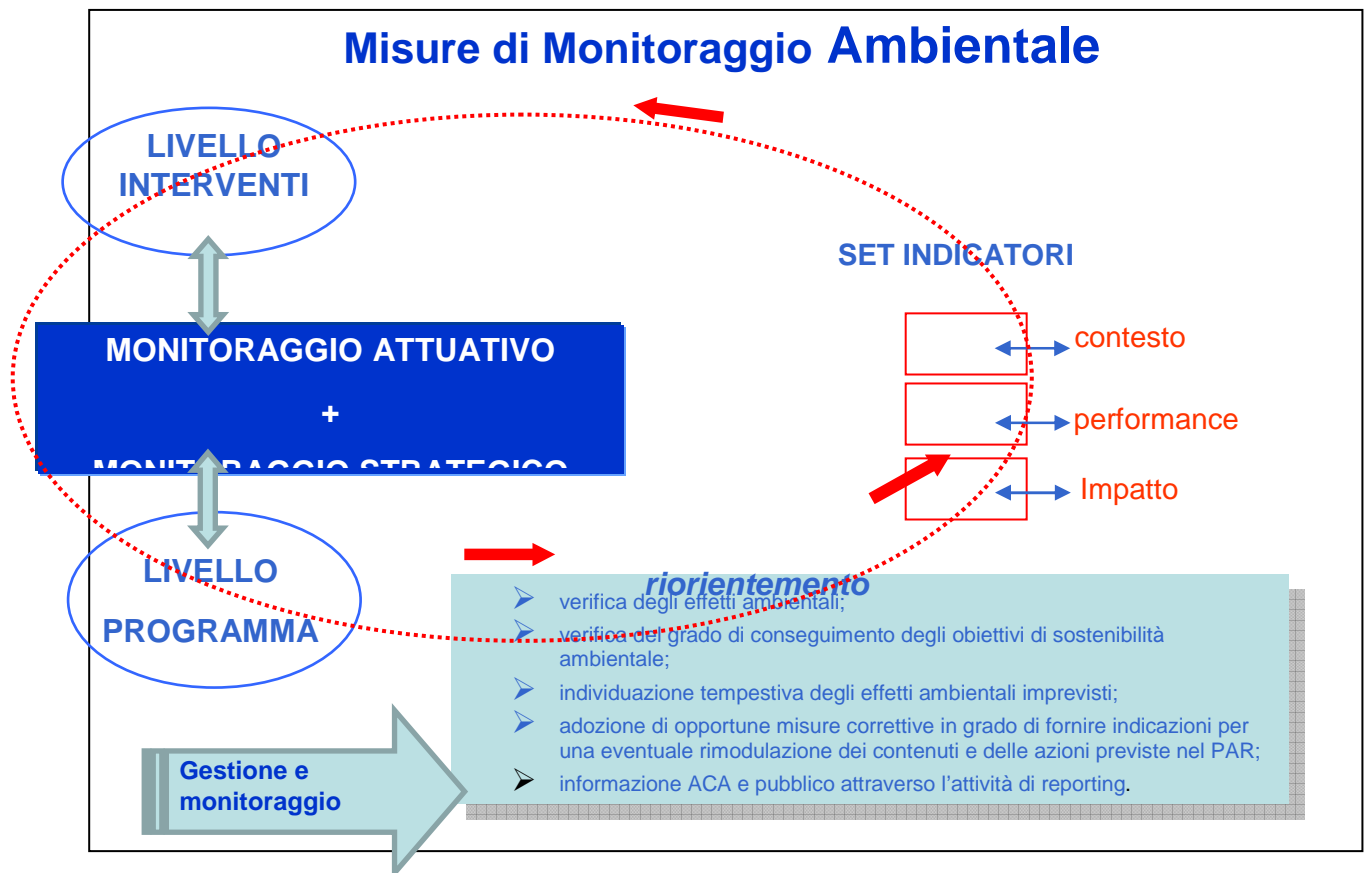 Misure di Monitoraggio Ambientale
LIVELLO
INTERVENTI
MONITORAGGIO ATTUATIVO
+
MONITORAGGIO STRATEGICO
LIVELLO
PROGRAMMA
SET INDICATORI
contesto
performance
Impatto
riorientemento
verifica degli effetti ambientali;
verifica del grado di conseguimento degli obiettivi di sostenibilità
ambientale;
individuazione tempestiva degli effetti ambientali imprevisti;
adozione di opportune misure correttive in grado di fornire indicazioni per
una eventuale rimodulazione dei contenuti e delle azioni previste nel PAR;
informazione ACA e pubblico attraverso l’attività di reporting.
Gestione e
monitoraggio